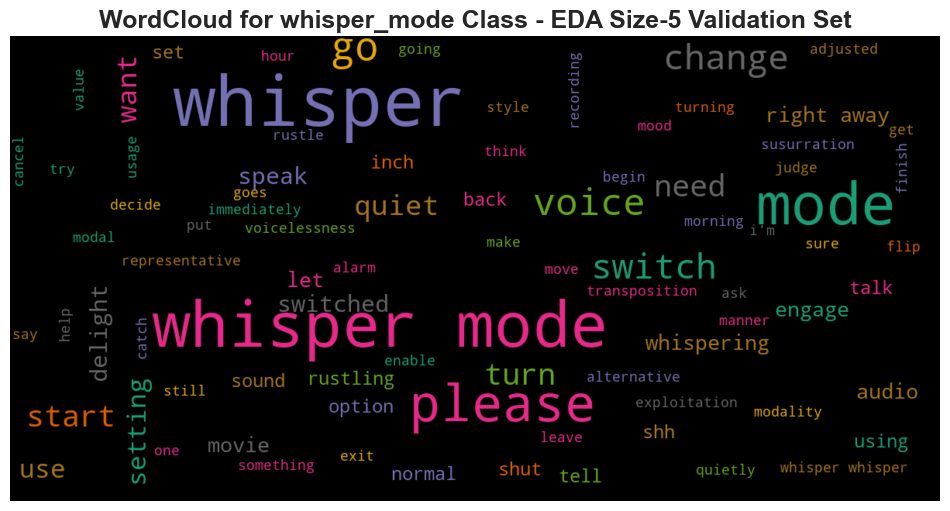 WordCloud for whisper_mode Class - EDA Size-5 Validation Set
set
hour
go
going
change
adjusted
value
want
whisper
style
recording
turning
mood
right away
get
cancel
try
usage
rustle
think
susurration
judge
finish
speak
inch
begin
need
decide
goes
immediately
quiet
back
voice
mode
modal
put
voicelessness
make
morning
i'm
sure
flip
representative
let
alarm
move
switch
transposition
ask
talk
say
help
delight
catch
switched
whisper mode
manner
engage
whispering
enable
setting
still
sound
rustling
turn
alternative
audio
start
option
please
exploitation
modality
shh
one
movie
leave
using
use
something
exit
normal
shut
tell
quietly
whisper whisper